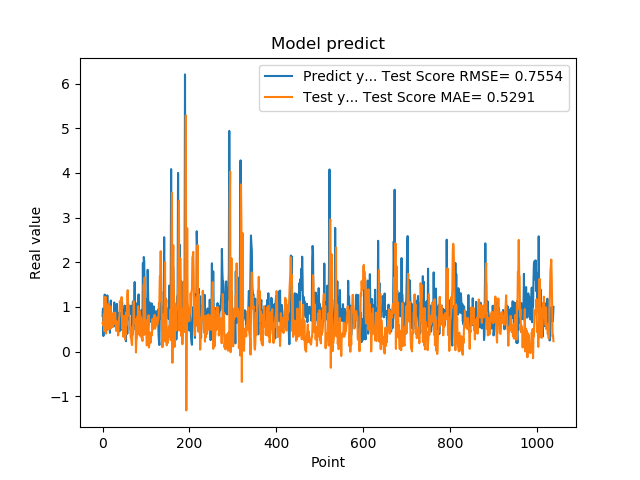 Model predict
Predict y... Test Score RMSE= 0.7554
Test y... Test Score MAE= 0.5291
Real value
6
5
4
3
2
1
0
−1
0 200 400 600 800 1000
Point